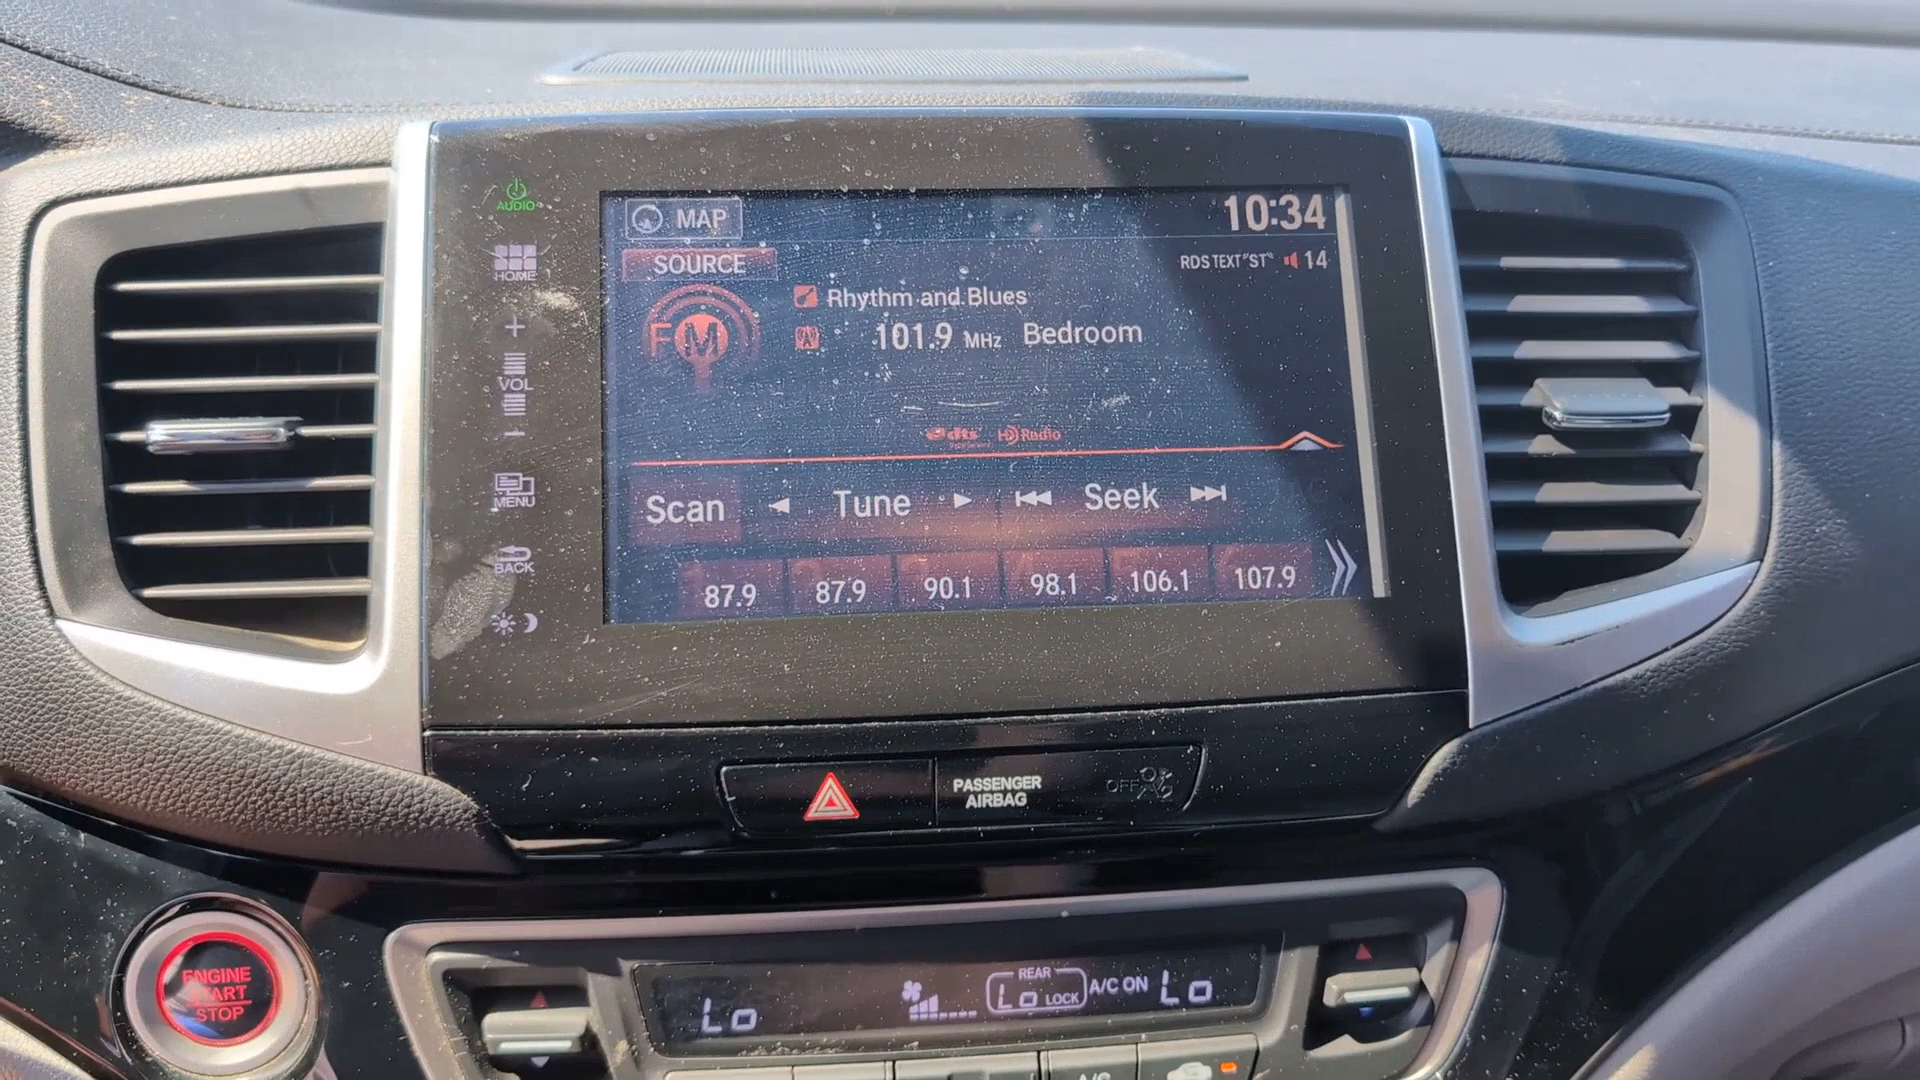 AUDIO
HOME
+
VOL
-
MENU
BACK
MAP
10:34
SOURCE
RDS TEXT "ST" 14
FM
Rhythm and Blues
101.9 MHz Bedroom
dts HD Radio
Scan Tune Seek
87.9 87.9 90.1 98.1 106.1 107.9
PASSENGER
AIRBAG
OFF
ENGINE
START
STOP
Lo
REAR
Lo LOCK
A/C ON
Lo
A/C